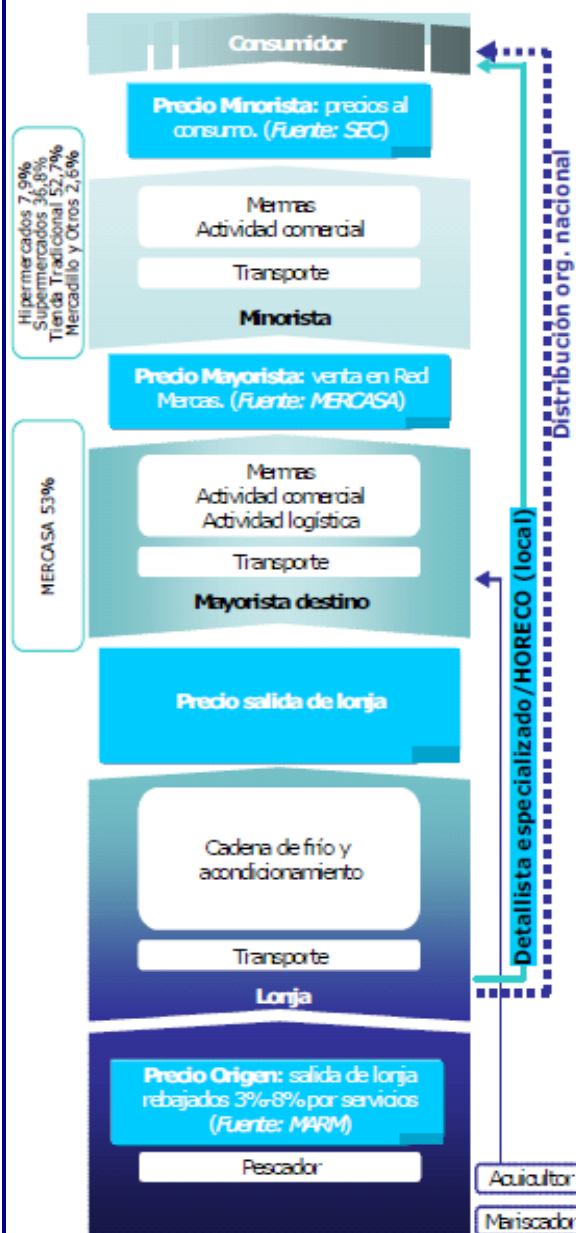 Consumidor
Precio Minorista: precios al
consumo. (Fuente: SEC)
Hipermercados 7,9%
Supermercados 36,8%
Tienda Tradicional 52,7%
Mercadillo y Otros 2,6%
Mermas
Actividad comercial
Transporte
Minorista
Precio Mayorista: venta en Red
Mercas. (Fuente: MERCASA)
MERCASA 53%
Mermas
Actividad comercial
Actividad logística
Transporte
Mayorista destino
Precio salida de lonja
Cadena de frío y
acondicionamiento
Transporte
Lonja
Precio Origen: salida de lonja
rebajados 3%-8% por servicios
(Fuente: MARM)
Pescador
Detallista especializado/HORECO (local)
Distribución org. nacional
Acuicultor
Mariscador